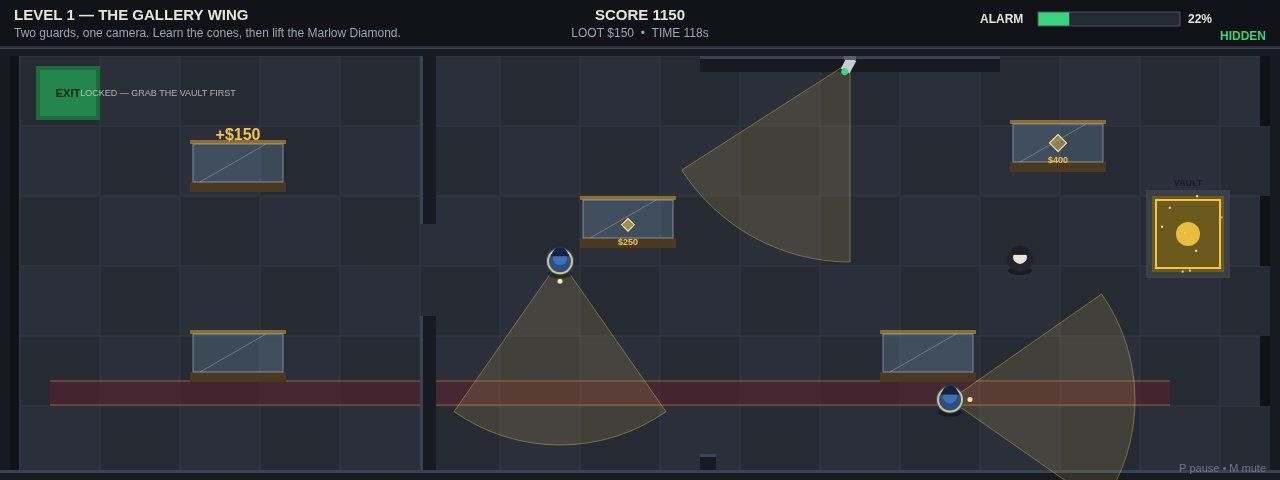 LEVEL 1 — THE GALLERY WING
Two guards, one camera. Learn the cones, then lift the Marlow Diamond.
SCORE 1150
LOOT $150 • TIME 118s
ALARM 22%
HIDDEN
EXIT
LOCKED — GRAB THE VAULT FIRST
+$150
$400
VAULT
$250
P pause • M mute